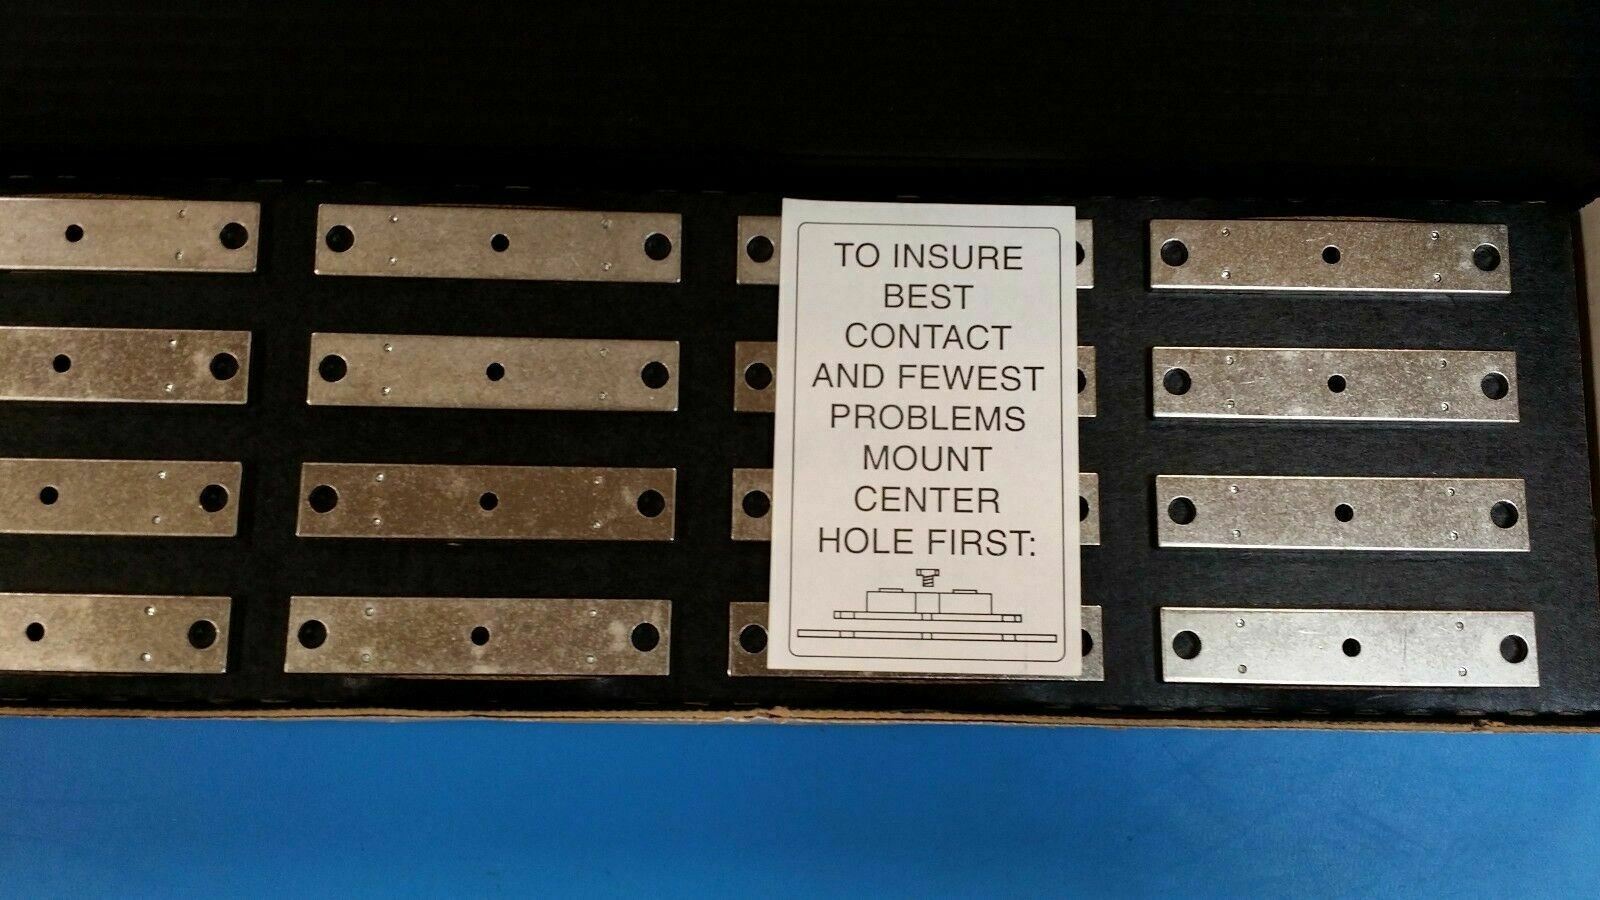 TO INSURE
BEST
CONTACT
AND FEWEST
PROBLEMS
MOUNT
CENTER
HOLE FIRST: